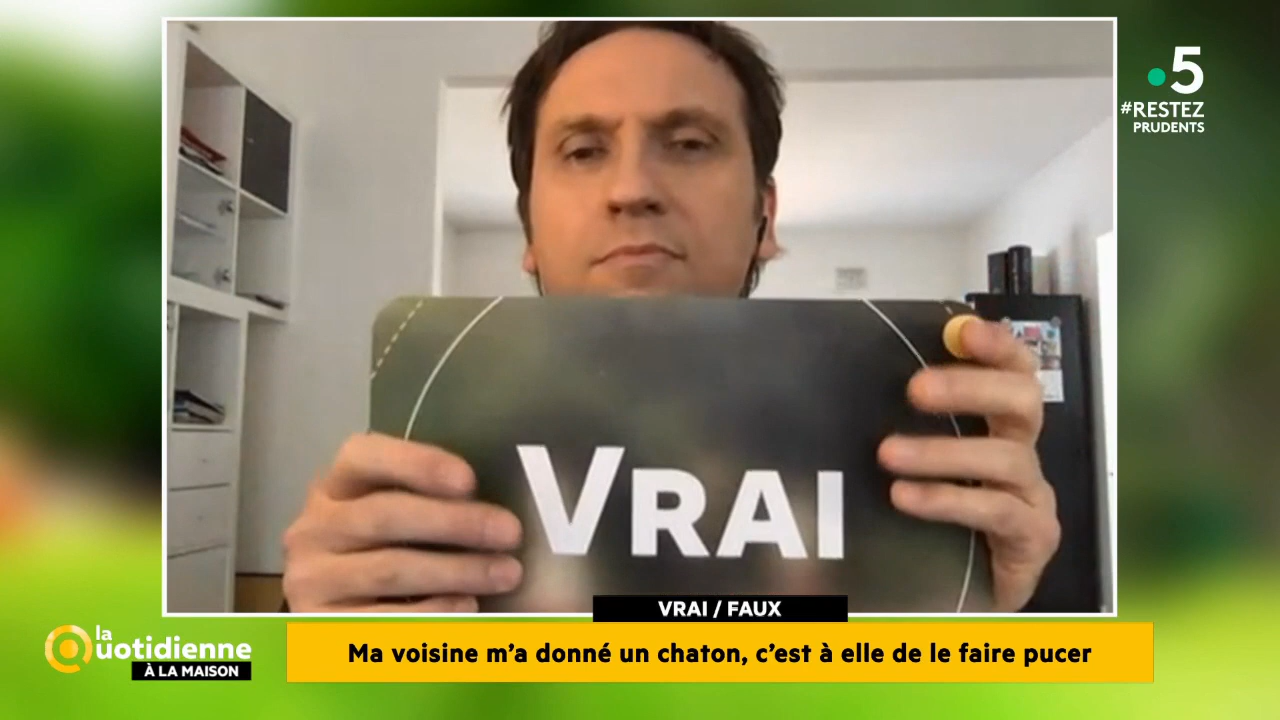 5
#RESTEZ
PRUDENTS
VRAI
VRAI / FAUX
la Quotidienne
À LA MAISON
Ma voisine m'a donné un chaton, c'est à elle de le faire pucer